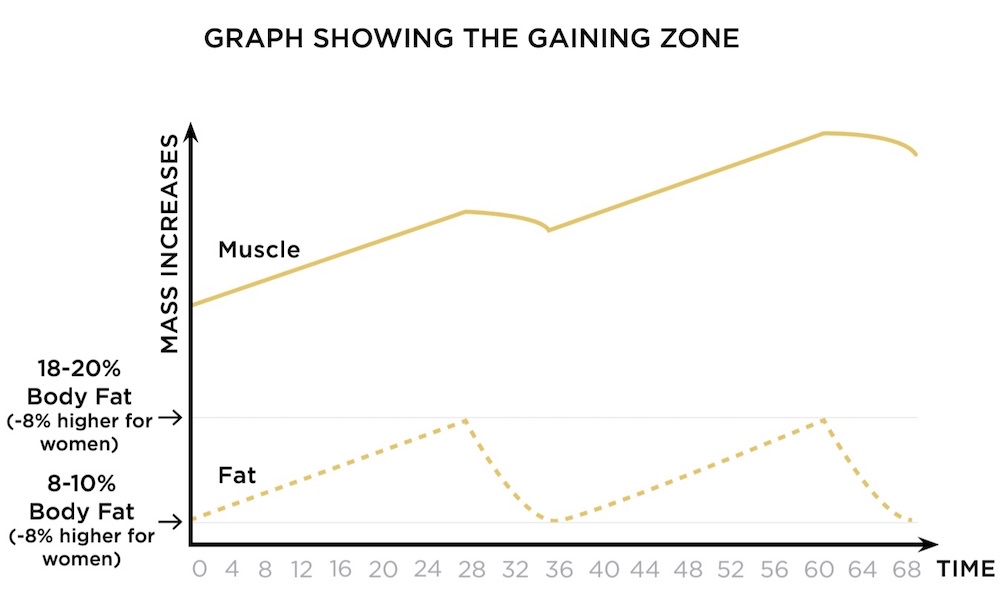 GRAPH SHOWING THE GAINING ZONE
MASS INCREASES
Muscle
18-20%
Body Fat
(-8% higher for
women)
Fat
8-10%
Body Fat
(-8% higher for
women)
0 4 8 12 16 20 24 28 32 36 40 44 48 52 56 60 64 68 TIME